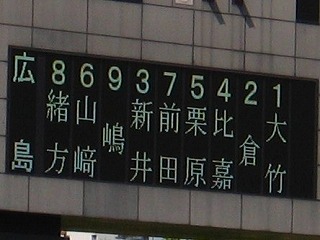 広島
8 緒方
6 山﨑
9 嶋
3 新井
7 前田
5 栗原
4 比嘉
2 倉
1 大竹